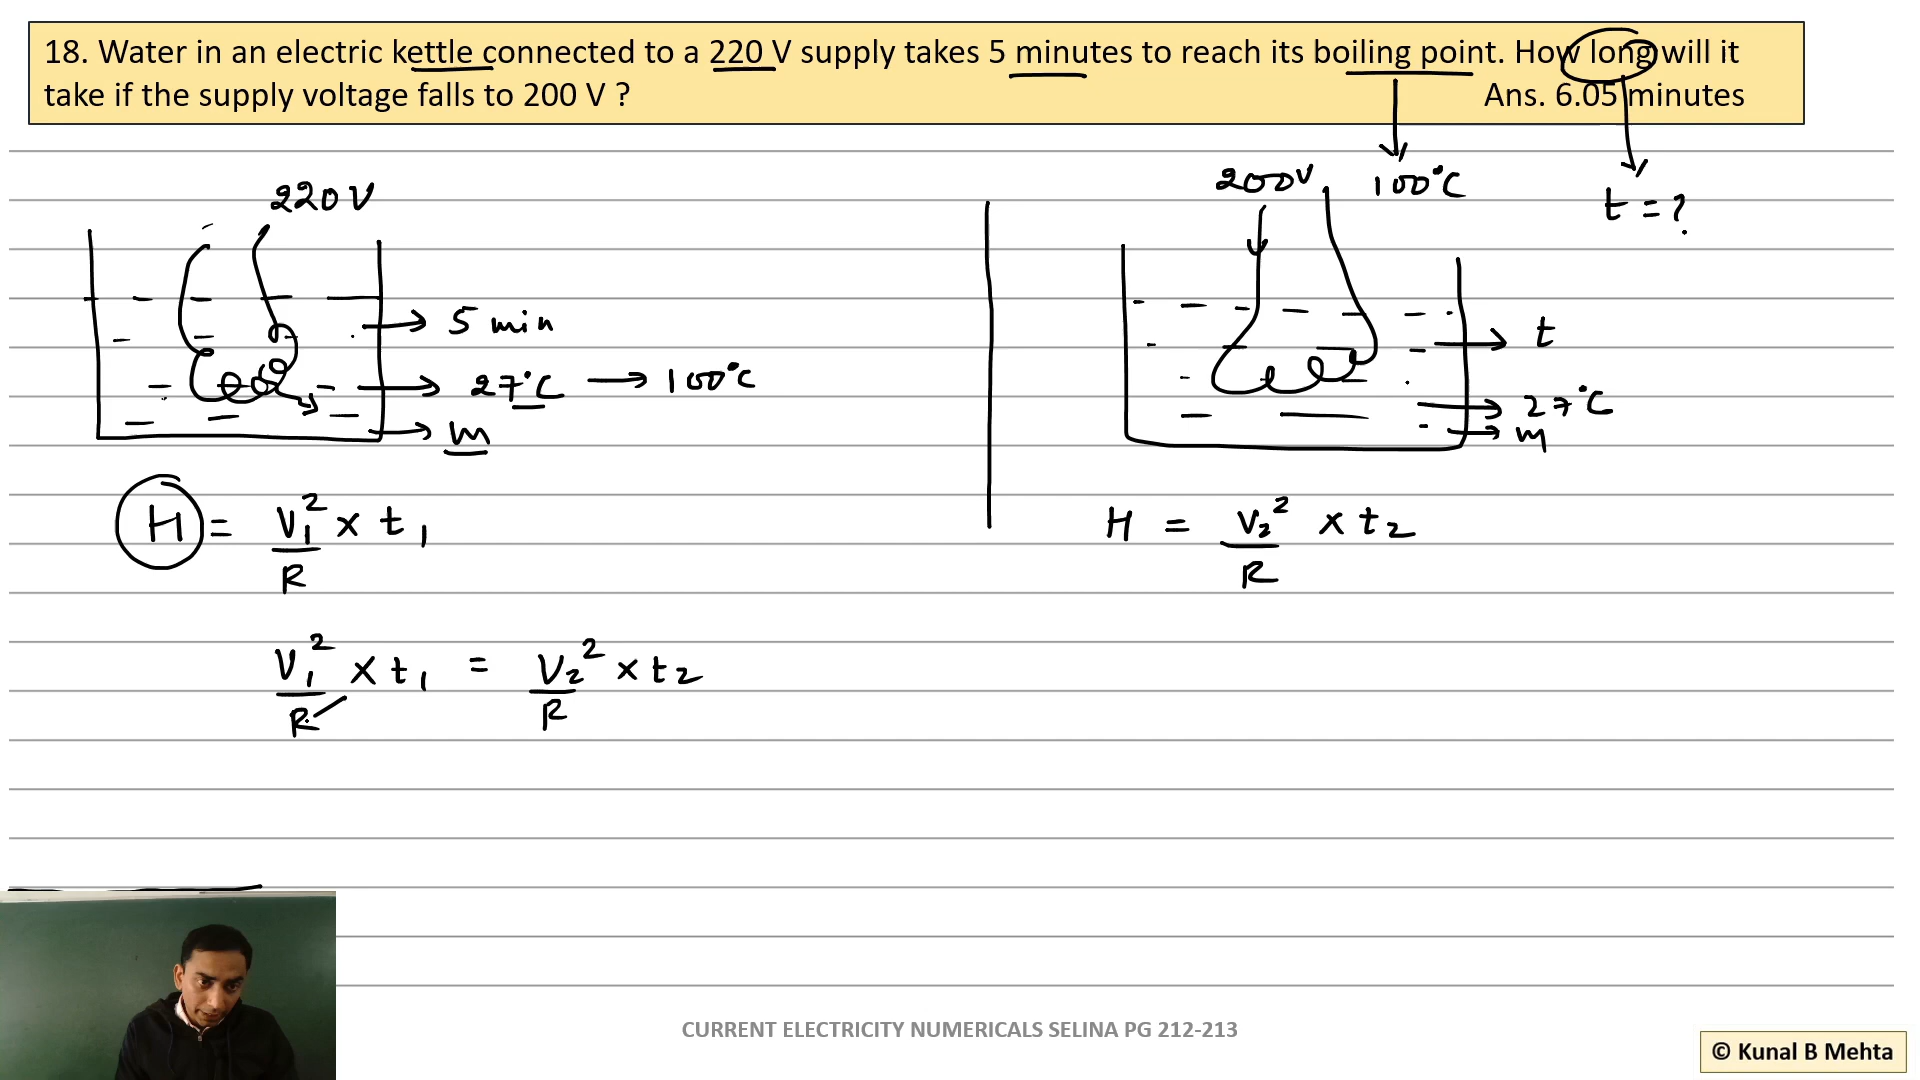 18. Water in an electric kettle connected to a 220 V supply takes 5 minutes to reach its boiling point. How long will it
take if the supply voltage falls to 200 V ? Ans. 6.05 minutes
220 V
5 min
27°C → 100°C
m
200V 100°C
t = ?
t
27°C
m
H = V₁²/R × t₁
H = V₂²/R × t₂
V₁²/R × t₁ = V₂²/R × t₂
CURRENT ELECTRICITY NUMERICALS SELINA PG 212-213
© Kunal B Mehta